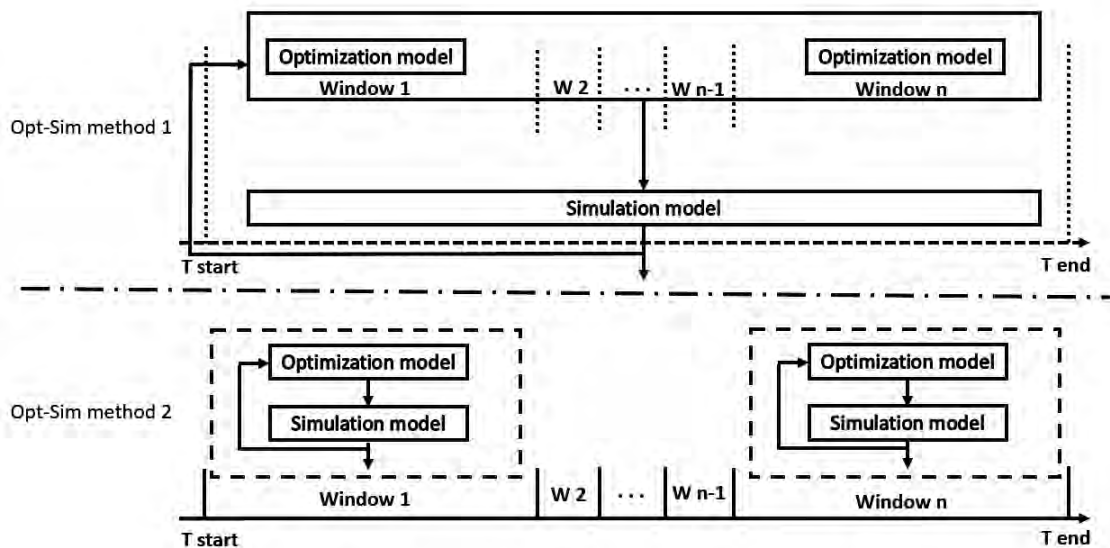 Optimization model Optimization model
Window 1 W 2 ... W n-1 Window n
Opt-Sim method 1
Simulation model
T start T end
Optimization model Optimization model
Opt-Sim method 2
Simulation model Simulation model
Window 1 W 2 ... W n-1 Window n
T start T end